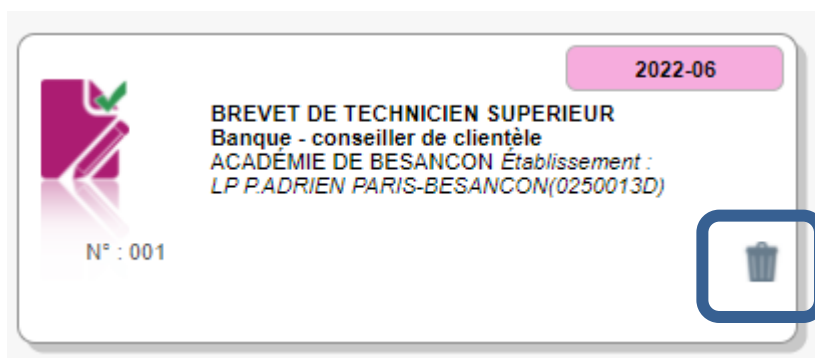 2022-06
BREVET DE TECHNICIEN SUPERIEUR
Banque - conseiller de clientèle
ACADÉMIE DE BESANCON Établissement :
LP P.ADRIEN PARIS-BESANCON(0250013D)
N° : 001